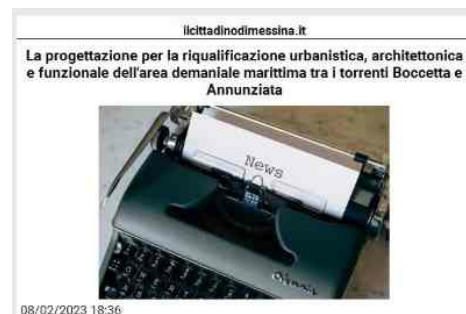 ilcittadinodimessina.it
La progettazione per la riqualificazione urbanistica, architettonica
e funzionale dell'area demaniale marittima tra i torrenti Boccetta e
Annunziata
News
Olympia
08/02/2023 18:36